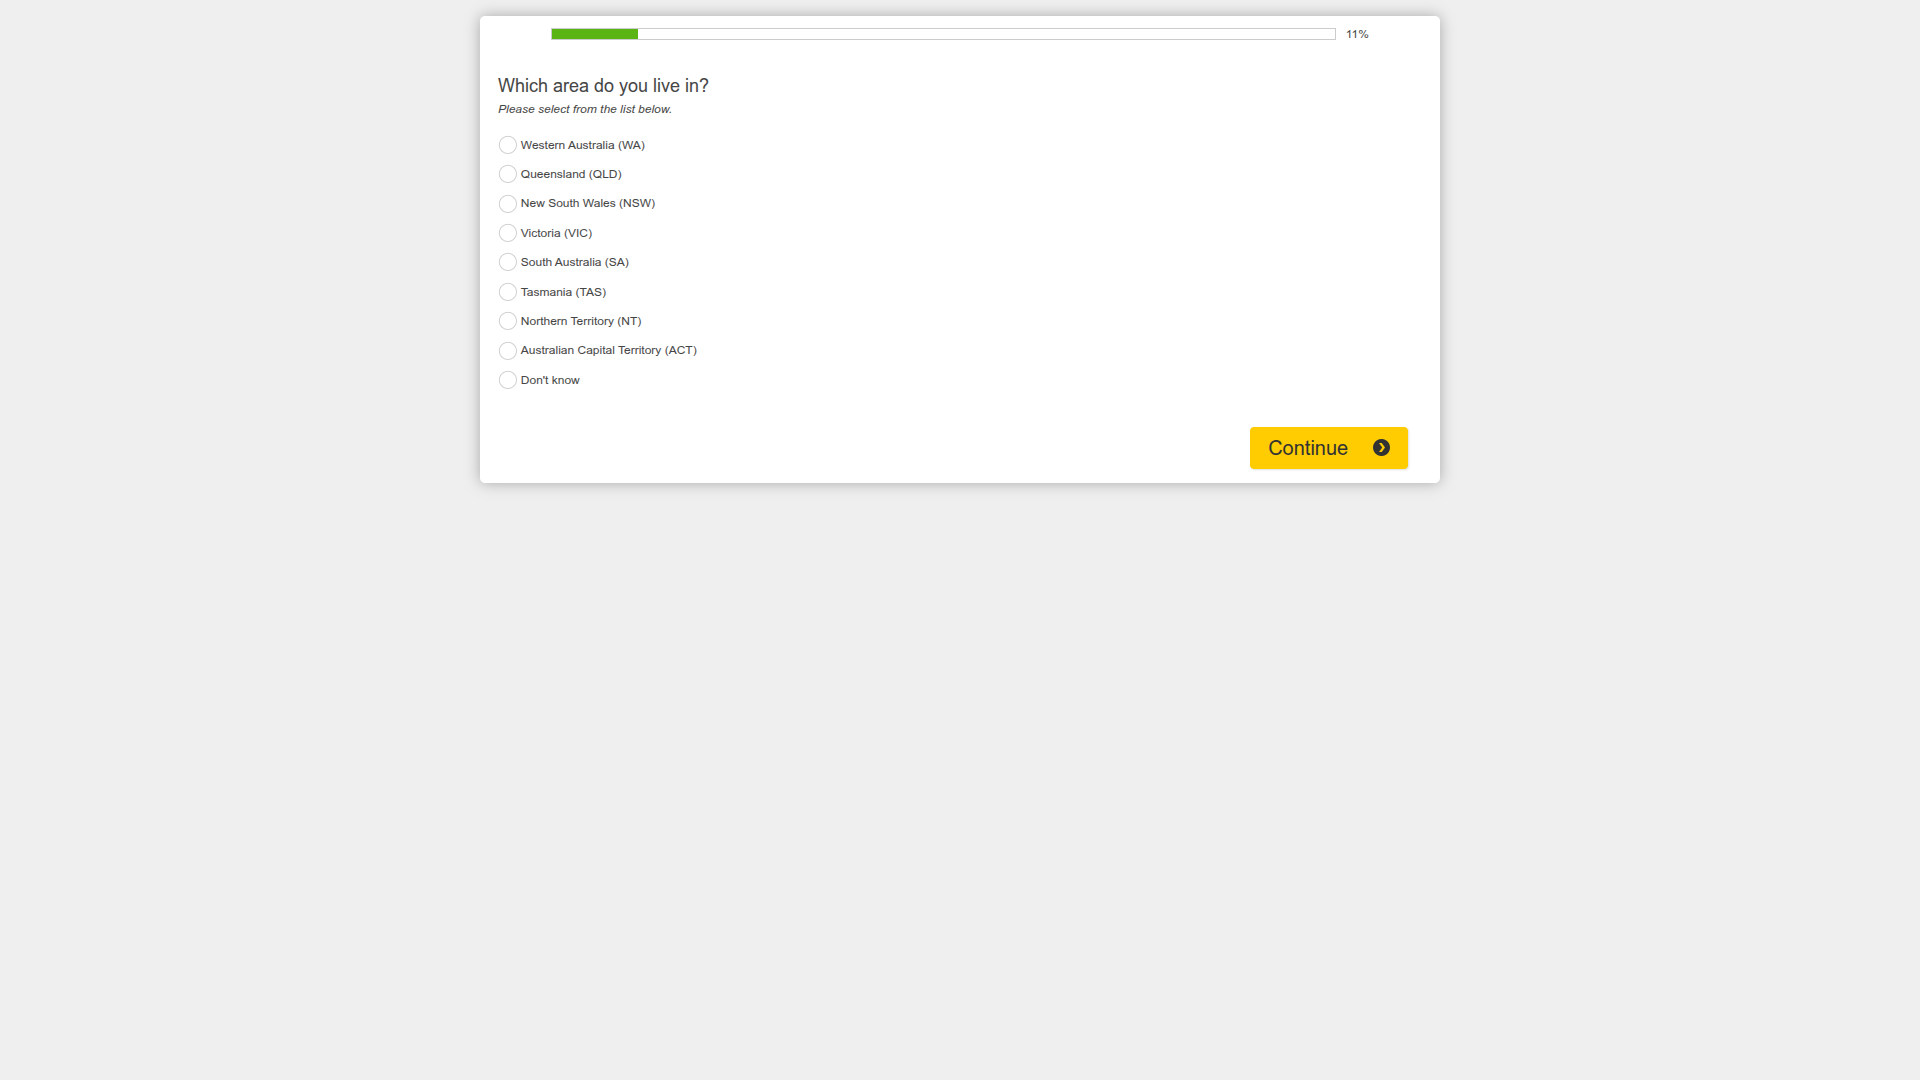 11%
Which area do you live in?
Please select from the list below.
Western Australia (WA)
Queensland (QLD)
New South Wales (NSW)
Victoria (VIC)
South Australia (SA)
Tasmania (TAS)
Northern Territory (NT)
Australian Capital Territory (ACT)
Don't know
Continue